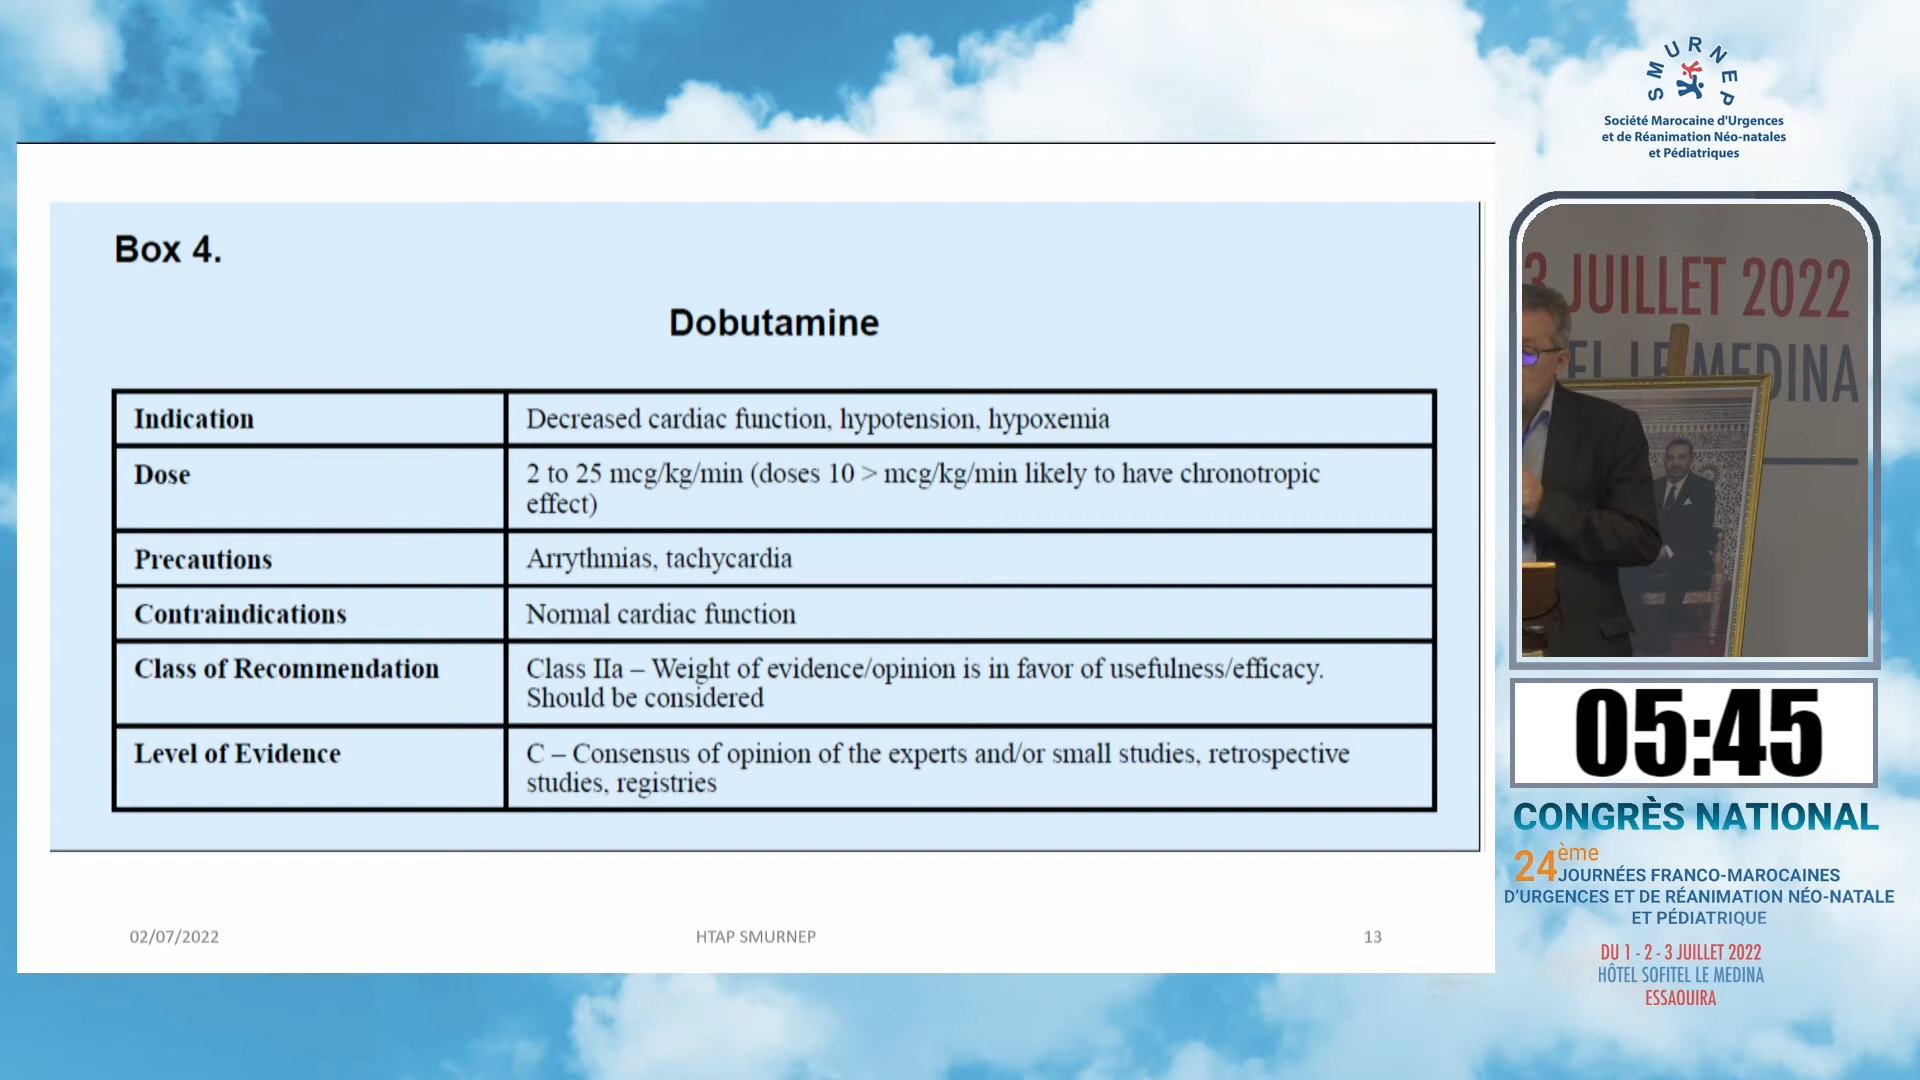 Box 4.
Dobutamine
Indication
Decreased cardiac function, hypotension, hypoxemia
Dose
2 to 25 mcg/kg/min (doses 10 > mcg/kg/min likely to have chronotropic
effect)
Precautions
Arrythmias, tachycardia
Contraindications
Normal cardiac function
Class of Recommendation
Class IIa – Weight of evidence/opinion is in favor of usefulness/efficacy.
Should be considered
Level of Evidence
C – Consensus of opinion of the experts and/or small studies, retrospective
studies, registries
02/07/2022
HTAP SMURNEP
13
SMURNEP
Société Marocaine d'Urgences
et de Réanimation Néo-natales
et Pédiatriques
3 JUILLET 2022
EL LE MEDINA
05:45
CONGRÈS NATIONAL
24ème
JOURNÉES FRANCO-MAROCAINES
D'URGENCES ET DE RÉANIMATION NÉO-NATALE
ET PÉDIATRIQUE
DU 1 - 2 - 3 JUILLET 2022
HÔTEL SOFITEL LE MEDINA
ESSAOUIRA